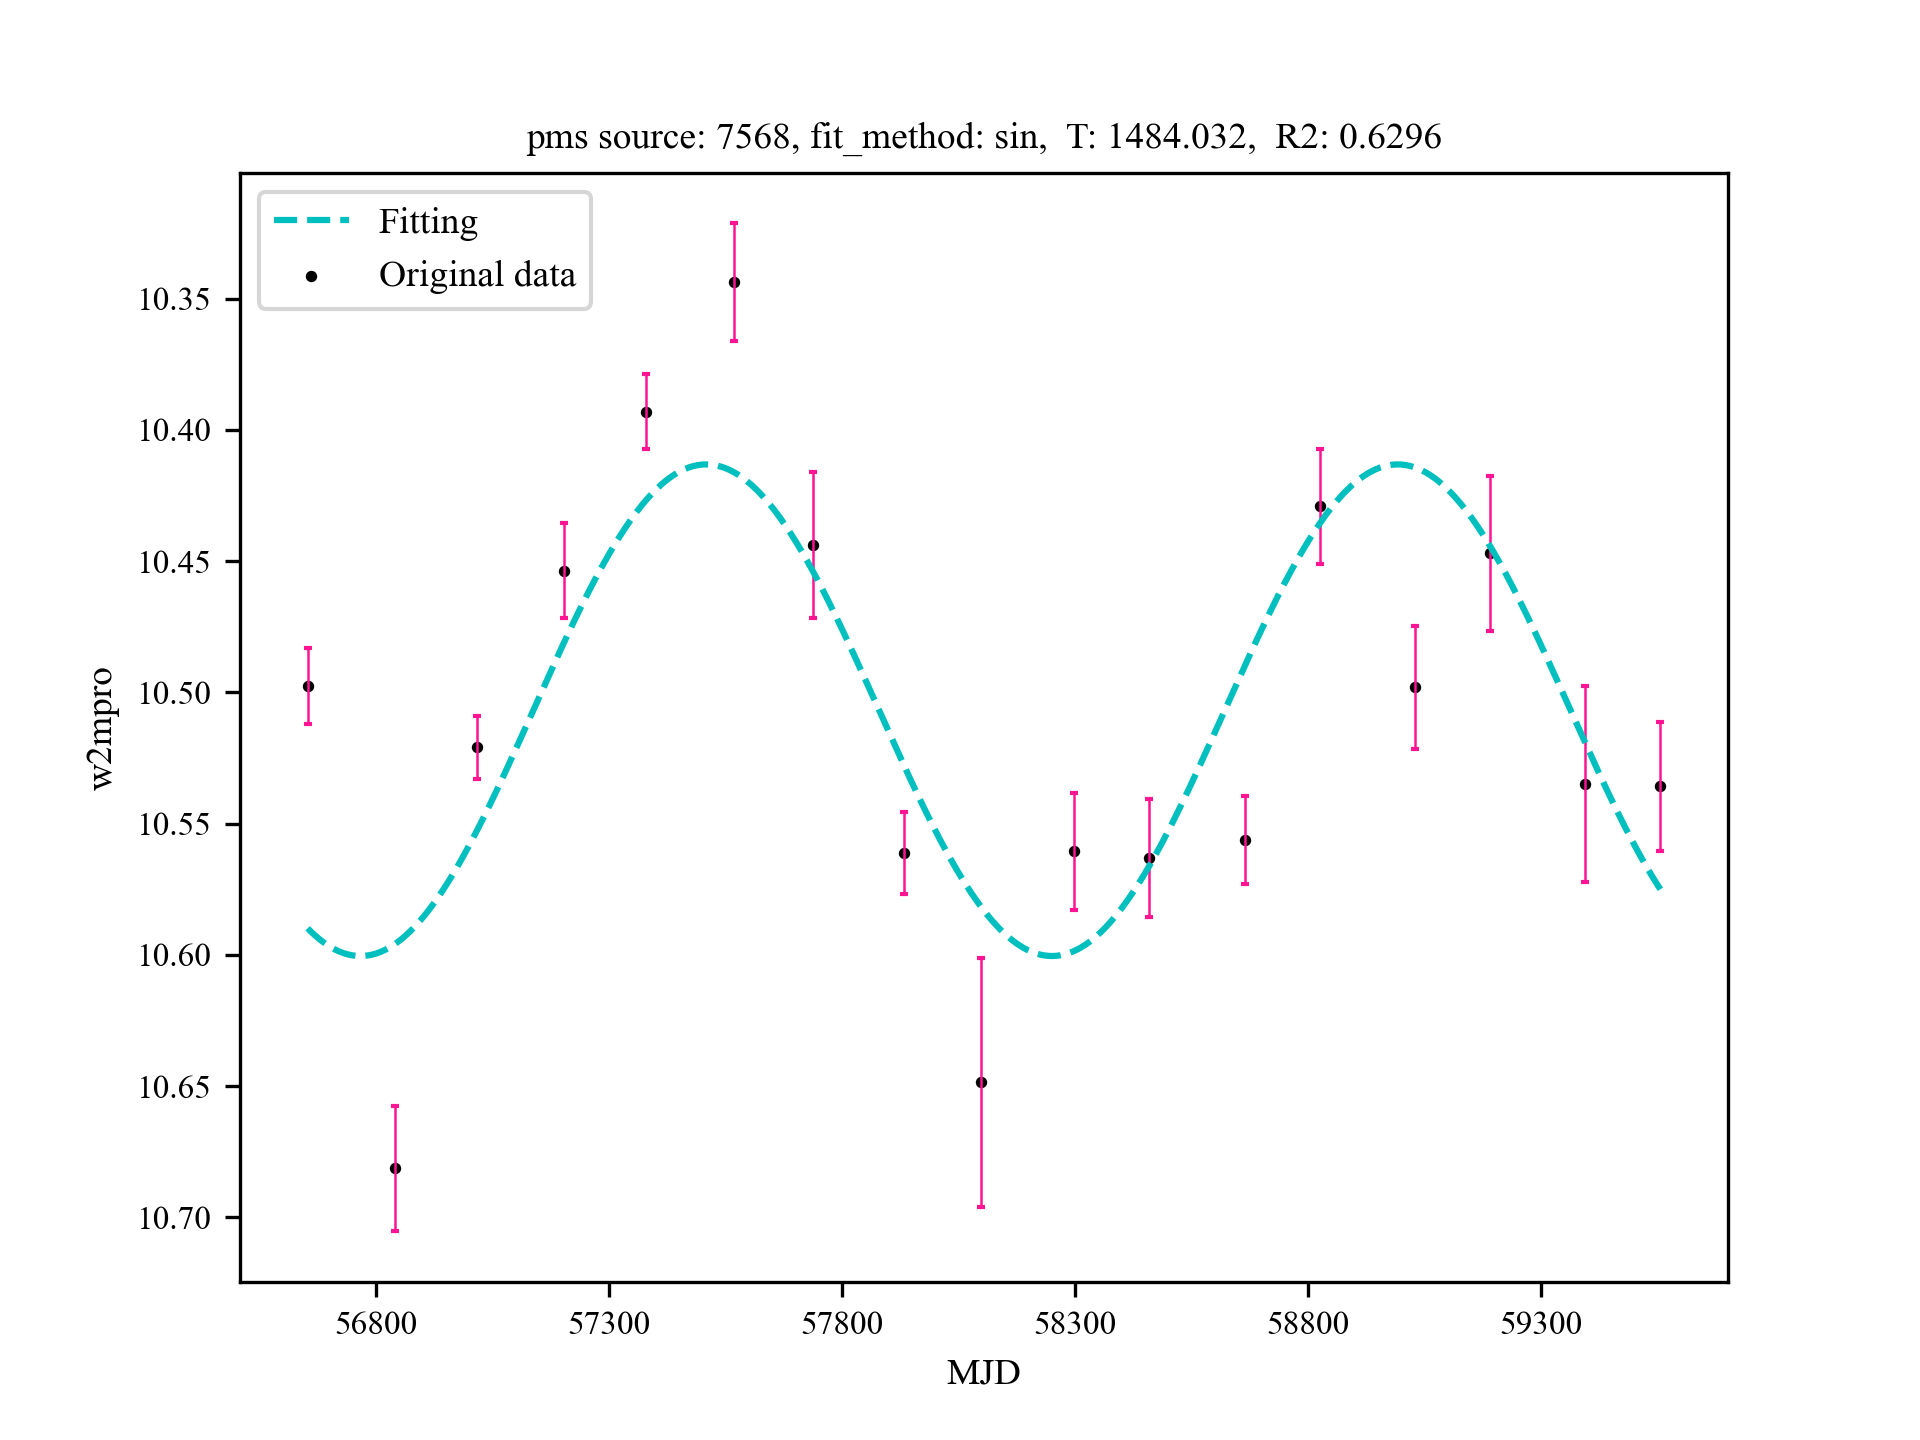 pms source: 7568, fit_method: sin,  T: 1484.032,  R2: 0.6296
Fitting
Original data
10.35
10.40
10.45
10.50
10.55
10.60
10.65
10.70
w2mpro
56800 57300 57800 58300 58800 59300
MJD